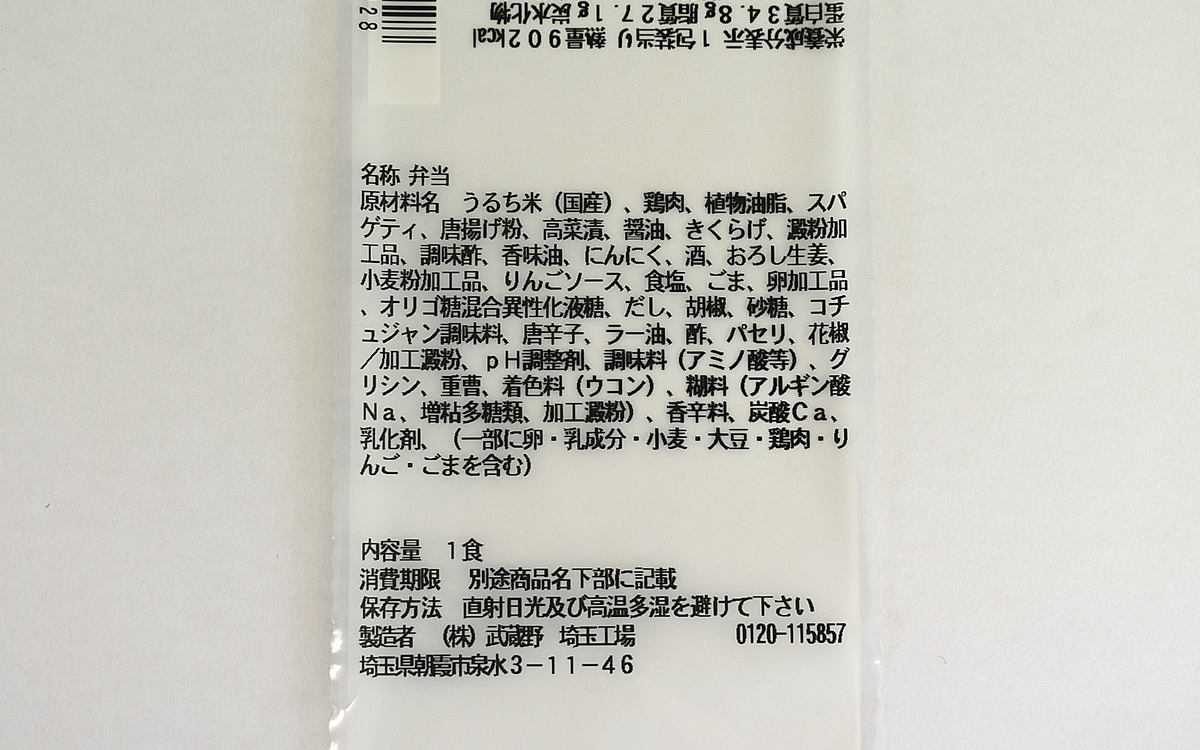 28
栄養成分表示 1包装当り 熱量902kcal
蛋白質34.8g 脂質27.1g 炭水化物
名称 弁当
原材料名 うるち米（国産）、鶏肉、植物油脂、スパ
ゲティ、唐揚げ粉、高菜漬、醤油、きくらげ、澱粉加
工品、調味酢、香味油、にんにく、酒、おろし生姜、
小麦粉加工品、りんごソース、食塩、ごま、卵加工品
、オリゴ糖混合異性化液糖、だし、胡椒、砂糖、コチ
ュジャン調味料、唐辛子、ラー油、酢、パセリ、花椒
／加工澱粉、ｐＨ調整剤、調味料（アミノ酸等）、グ
リシン、重曹、着色料（ウコン）、糊料（アルギン酸
Ｎａ、増粘多糖類、加工澱粉）、香辛料、炭酸Ｃａ、
乳化剤、（一部に卵・乳成分・小麦・大豆・鶏肉・り
んご・ごまを含む）
内容量 1食
消費期限 別途商品名下部に記載
保存方法 直射日光及び高温多湿を避けて下さい
製造者 （株）武蔵野 埼玉工場 0120-115857
埼玉県朝霞市泉水3－11－46